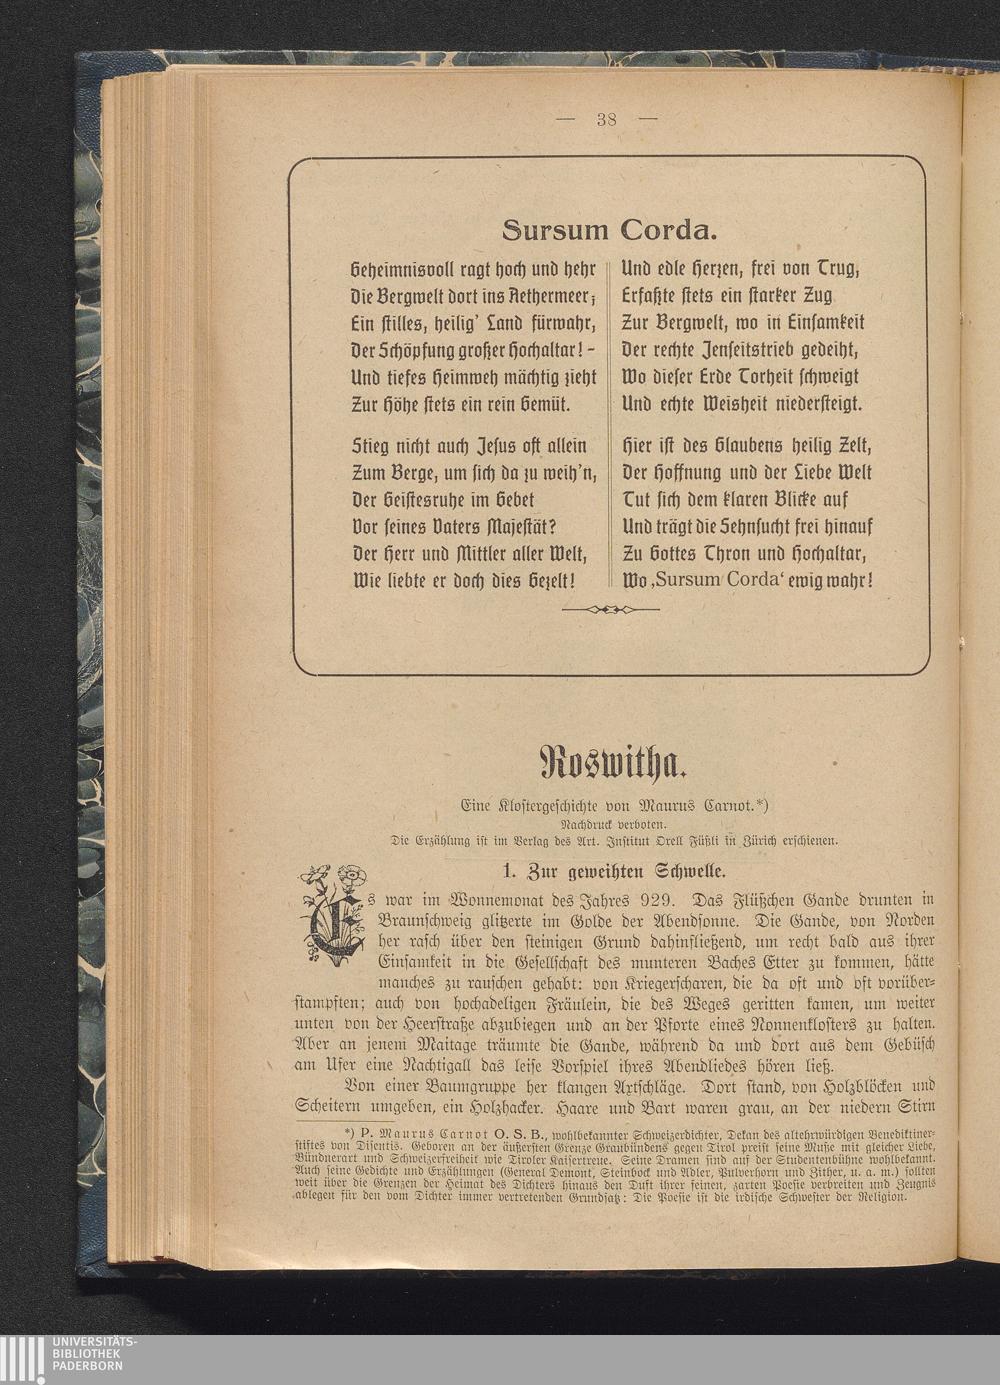 — 38 —
Sursum Corda.
Geheimnisvoll ragt hoch und hehr
Die Bergwelt dort ins Aethermeer;
Ein stilles, heilig' Land fürwahr,
Der Schöpfung großer Hochaltar! –
Und tiefes Heimweh mächtig zieht
Zur Höhe stets ein rein Gemüt.
Stieg nicht auch Jesus oft allein
Zum Berge, um sich da zu weih'n,
Der Geistesruhe im Gebet
Vor seines Vaters Majestät?
Der Herr und Mittler aller Welt,
Wie liebte er doch dies Gezelt!
Und edle Herzen, frei von Trug,
Erfaßte stets ein starker Zug
Zur Bergwelt, wo in Einsamkeit
Der rechte Jenseitstrieb gedeiht,
Wo dieser Erde Torheit schweigt
Und echte Weisheit niedersteigt.
Hier ist des Glaubens heilig Zelt,
Der Hoffnung und der Liebe Welt
Tut sich dem klaren Blicke auf
Und trägt die Sehnsucht frei hinauf
Zu Gottes Thron und Hochaltar,
Wo ‚Sursum Corda‘ ewig wahr!
Roswitha.
Eine Klostergeschichte von Maurus Carnot.*)
Nachdruck verboten.
Die Erzählung ist im Verlag des Art. Institut Orell Füßli in Zürich erschienen.
1. Zur geweihten Schwelle.
Es war im Wonnemonat des Jahres 929. Das Flüßchen Gande drunten in
Braunschweig glitzerte im Golde der Abendsonne. Die Gande, von Norden
her rasch über den steinigen Grund dahinfließend, um recht bald aus ihrer
Einsamkeit in die Gesellschaft des munteren Baches Etter zu kommen, hätte
manches zu rauschen gehabt: von Kriegerscharen, die da oft und oft vorüber-
stampften; auch von hochadeligen Fräulein, die des Weges geritten kamen, um weiter
unten von der Heerstraße abzubiegen und an der Pforte eines Nonnenklosters zu halten.
Aber an jenem Maitage träumte die Gande, während da und dort aus dem Gebüsch
am Ufer eine Nachtigall das leise Vorspiel ihres Abendliedes hören ließ.
Von einer Baumgruppe her klangen Axtschläge. Dort stand, von Holzblöcken und
Scheitern umgeben, ein Holzhacker. Haare und Bart waren grau, an der niedern Stirn
*) P. Maurus Carnot O. S. B., wohlbekannter Schweizerdichter, Dekan des altehrwürdigen Benediktiner-
stiftes von Disentis. Geboren an der äußersten Grenze Graubündens gegen Tirol preist seine Muse mit gleicher Liebe,
Bündnerart und Schweizerfreiheit wie Tiroler Kaisertreue. Seine Dramen sind auf der Studentenbühne wohlbekannt.
Auch seine Gedichte und Erzählungen (General Demont, Steinbock und Adler, Pulverhorn und Zither, u. a. m.) sollten
weit über die Grenzen der Heimat des Dichters hinaus den Duft ihrer feinen, zarten Poesie verbreiten und Zeugnis
ablegen für den vom Dichter immer vertretenden Grundsatz: Die Poesie ist die irdische Schwester der Religion.
UNIVERSITÄTS-
BIBLIOTHEK
PADERBORN